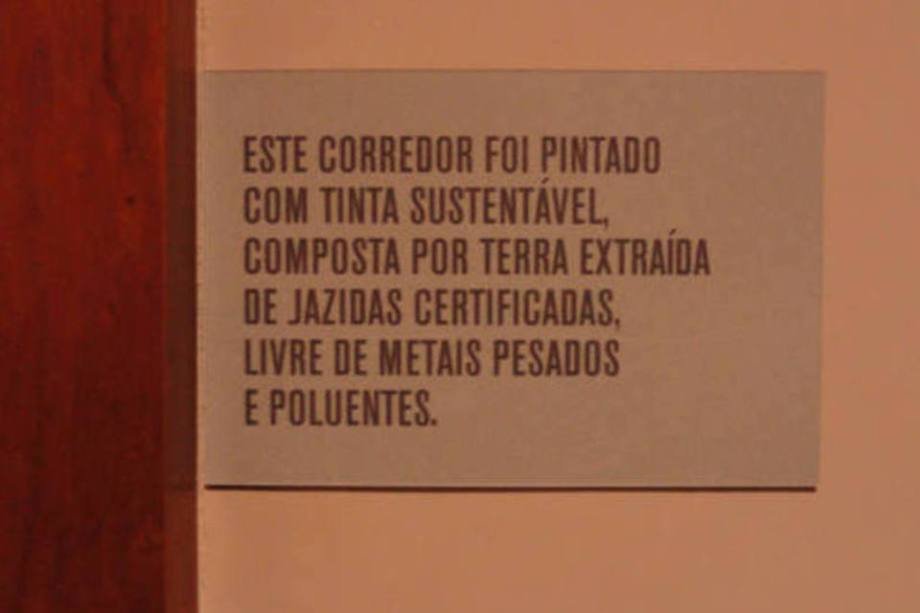 ESTE CORREDOR FOI PINTADO
COM TINTA SUSTENTÁVEL,
COMPOSTA POR TERRA EXTRAÍDA
DE JAZIDAS CERTIFICADAS,
LIVRE DE METAIS PESADOS
E POLUENTES.